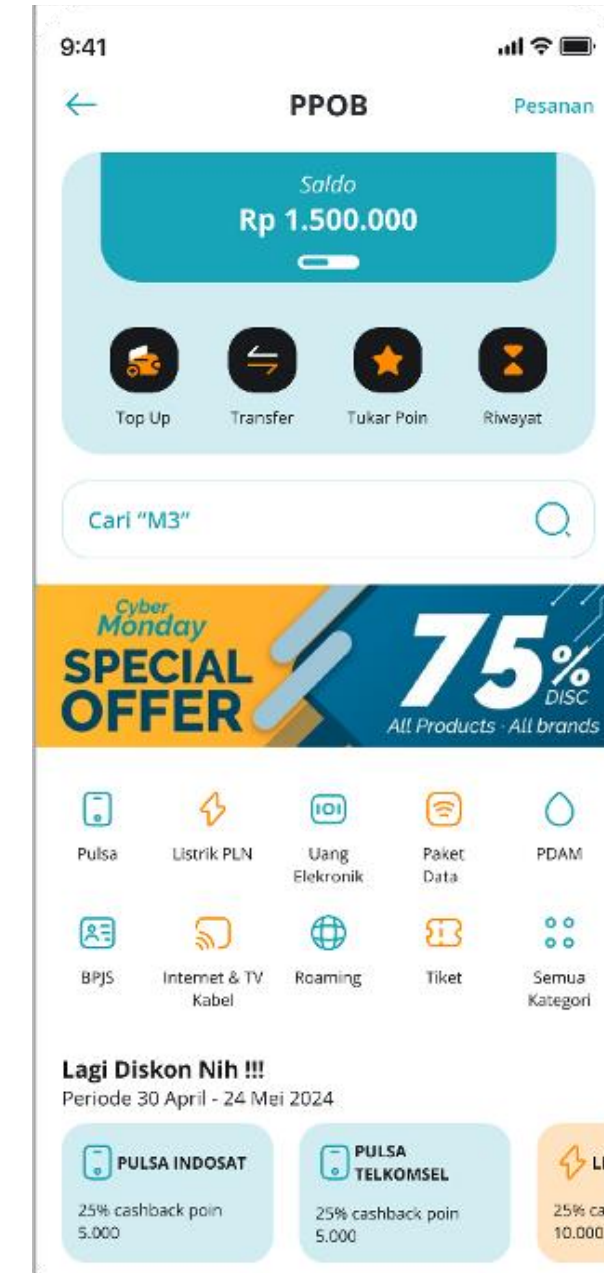 9:41
PPOB
Pesanan
Saldo
Rp 1.500.000
Top Up
Transfer
Tukar Poin
Riwayat
Cari "M3"
Cyber
Monday
SPECIAL
OFFER
75%
DISC
All Products · All brands
Pulsa
Listrik PLN
Uang
Elekronik
Paket
Data
PDAM
BPJS
Internet & TV
Kabel
Roaming
Tiket
Semua
Kategori
Lagi Diskon Nih !!!
Periode 30 April - 24 Mei 2024
PULSA INDOSAT
25% cashback poin
5.000
PULSA
TELKOMSEL
25% cashback poin
5.000
25%
10.000